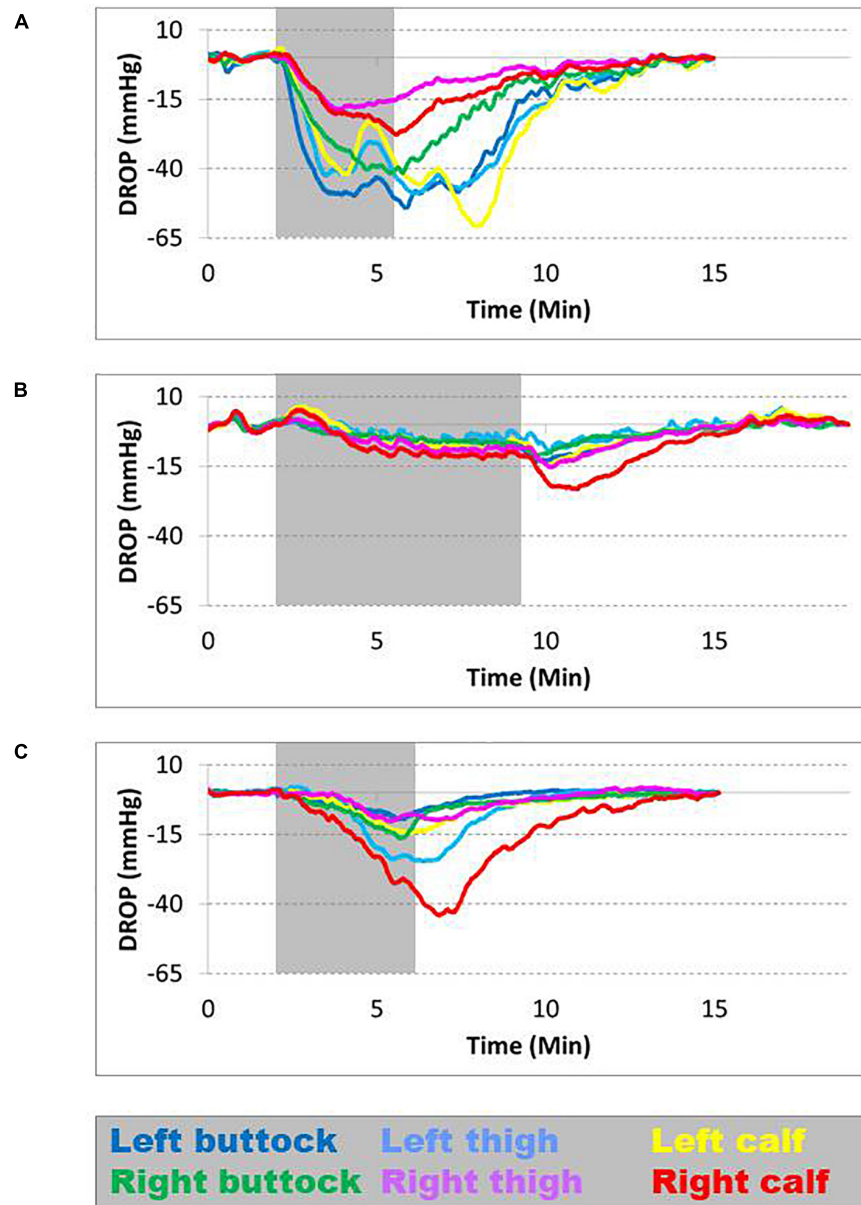 A
DROP (mmHg)
10
-15
-40
-65
0 5 10 15
Time (Min)
B
DROP (mmHg)
10
-15
-40
-65
0 5 10 15
Time (Min)
C
DROP (mmHg)
10
-15
-40
-65
0 5 10 15
Time (Min)
Left buttock Left thigh Left calf
Right buttock Right thigh Right calf